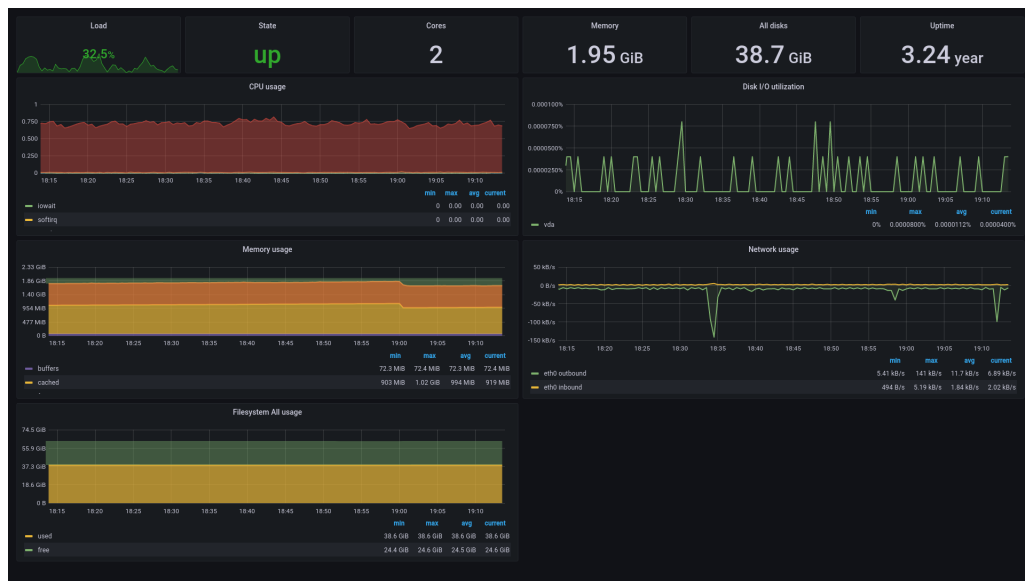 Load State Cores Memory All disks Uptime
32.5% up 2 1.95 GiB 38.7 GiB 3.24 year
CPU usage
1
0.750
0.500
0.250
0
18:15 18:20 18:25 18:30 18:35 18:40 18:45 18:50 18:55 19:00 19:05 19:10
min max avg current
iowait 0 0.00 0.00 0.00
softirq 0 0.00 0.00 0.00
Disk I/O utilization
0.000100%
0.0000750%
0.0000500%
0.0000250%
0%
18:15 18:20 18:25 18:30 18:35 18:40 18:45 18:50 18:55 19:00 19:05 19:10
min max avg current
vda 0% 0.0000800% 0.0000112% 0.0000400%
Memory usage
2.33 GiB
1.86 GiB
1.40 GiB
954 MiB
477 MiB
0 B
18:15 18:20 18:25 18:30 18:35 18:40 18:45 18:50 18:55 19:00 19:05 19:10
min max avg current
buffers 72.3 MiB 72.4 MiB 72.3 MiB 72.4 MiB
cached 903 MiB 1.02 GiB 994 MiB 919 MiB
Network usage
50 kB/s
0 B/s
-50 kB/s
-100 kB/s
-150 kB/s
18:15 18:20 18:25 18:30 18:35 18:40 18:45 18:50 18:55 19:00 19:05 19:10
min max avg current
eth0 outbound 5.41 kB/s 141 kB/s 11.7 kB/s 6.89 kB/s
eth0 inbound 494 B/s 5.19 kB/s 1.84 kB/s 2.02 kB/s
Filesystem All usage
74.5 GiB
55.9 GiB
37.3 GiB
18.6 GiB
0 B
18:15 18:20 18:25 18:30 18:35 18:40 18:45 18:50 18:55 19:00 19:05 19:10
min max avg current
used 38.6 GiB 38.6 GiB 38.6 GiB 38.6 GiB
free 24.4 GiB 24.6 GiB 24.5 GiB 24.6 GiB